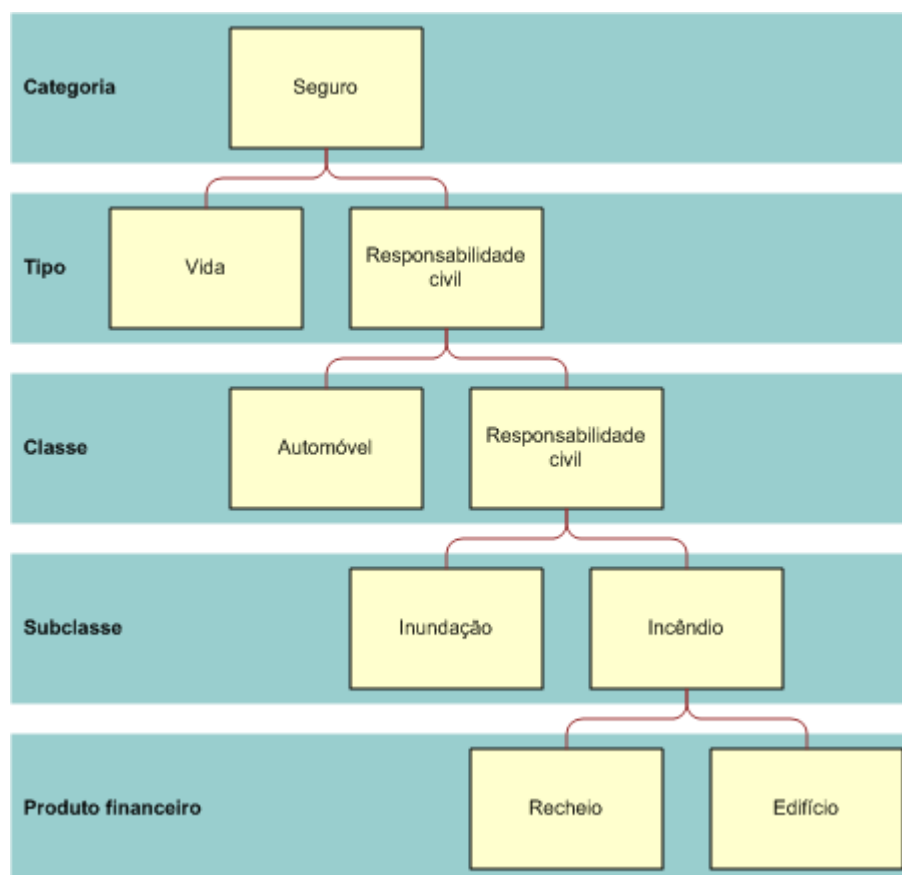 Categoria
Seguro
Tipo
Vida
Responsabilidade
civil
Classe
Automóvel
Responsabilidade
civil
Subclasse
Inundação
Incêndio
Produto financeiro
Recheio
Edifício